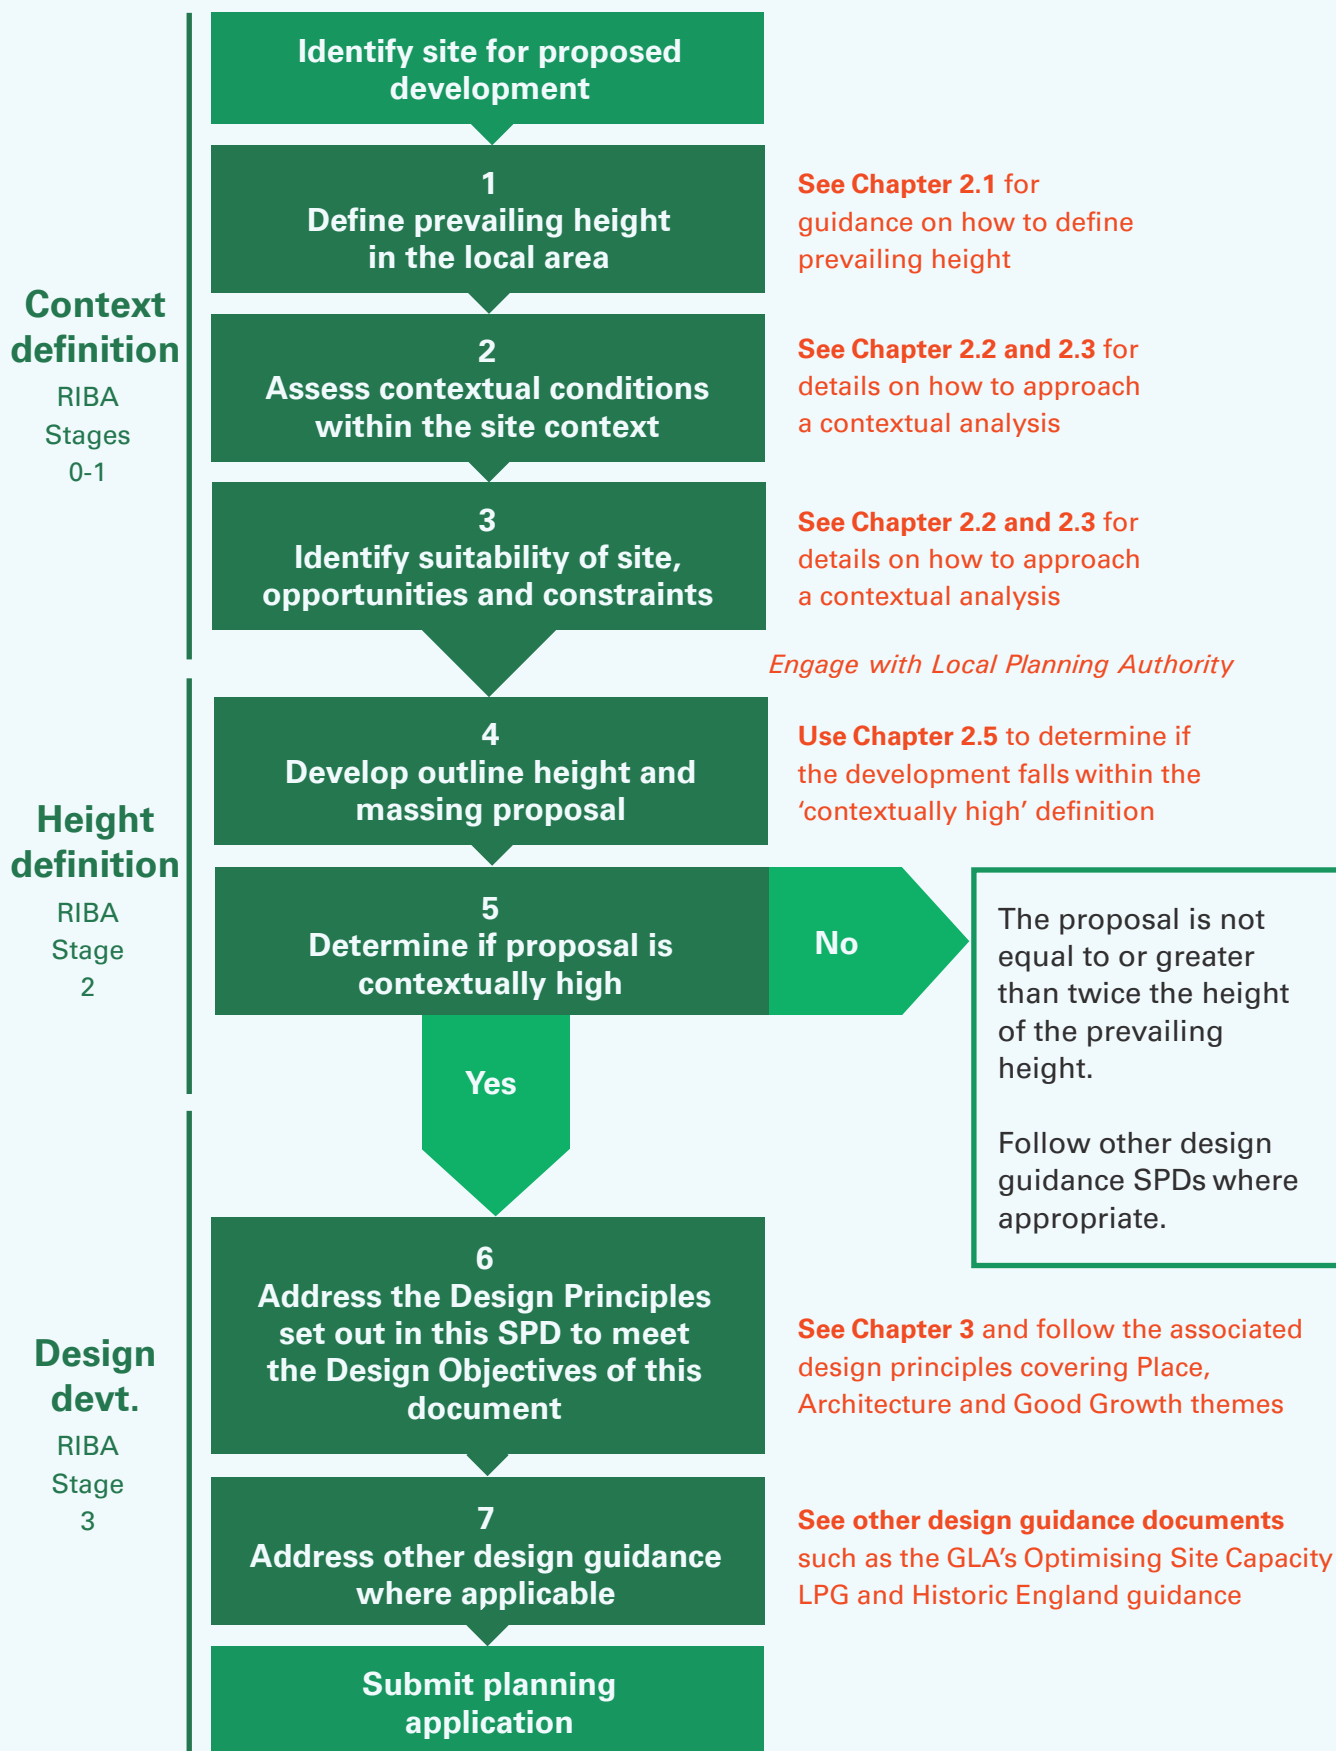 Identify site for proposed
development
Context
definition
RIBA
Stages
0-1
1
Define prevailing height
in the local area
See Chapter 2.1 for
guidance on how to define
prevailing height
2
Assess contextual conditions
within the site context
See Chapter 2.2 and 2.3 for
details on how to approach
a contextual analysis
3
Identify suitability of site,
opportunities and constraints
See Chapter 2.2 and 2.3 for
details on how to approach
a contextual analysis
Engage with Local Planning Authority
Height
definition
RIBA
Stage
2
4
Develop outline height and
massing proposal
Use Chapter 2.5 to determine if
the development falls within the
‘contextually high’ definition
5
Determine if proposal is
contextually high
No
The proposal is not
equal to or greater
than twice the height
of the prevailing
height.
Follow other design
guidance SPDs where
appropriate.
Yes
Design
devt.
RIBA
Stage
3
6
Address the Design Principles
set out in this SPD to meet
the Design Objectives of this
document
See Chapter 3 and follow the associated
design principles covering Place,
Architecture and Good Growth themes
7
Address other design guidance
where applicable
See other design guidance documents
such as the GLA’s Optimising Site Capacity
LPG and Historic England guidance
Submit planning
application